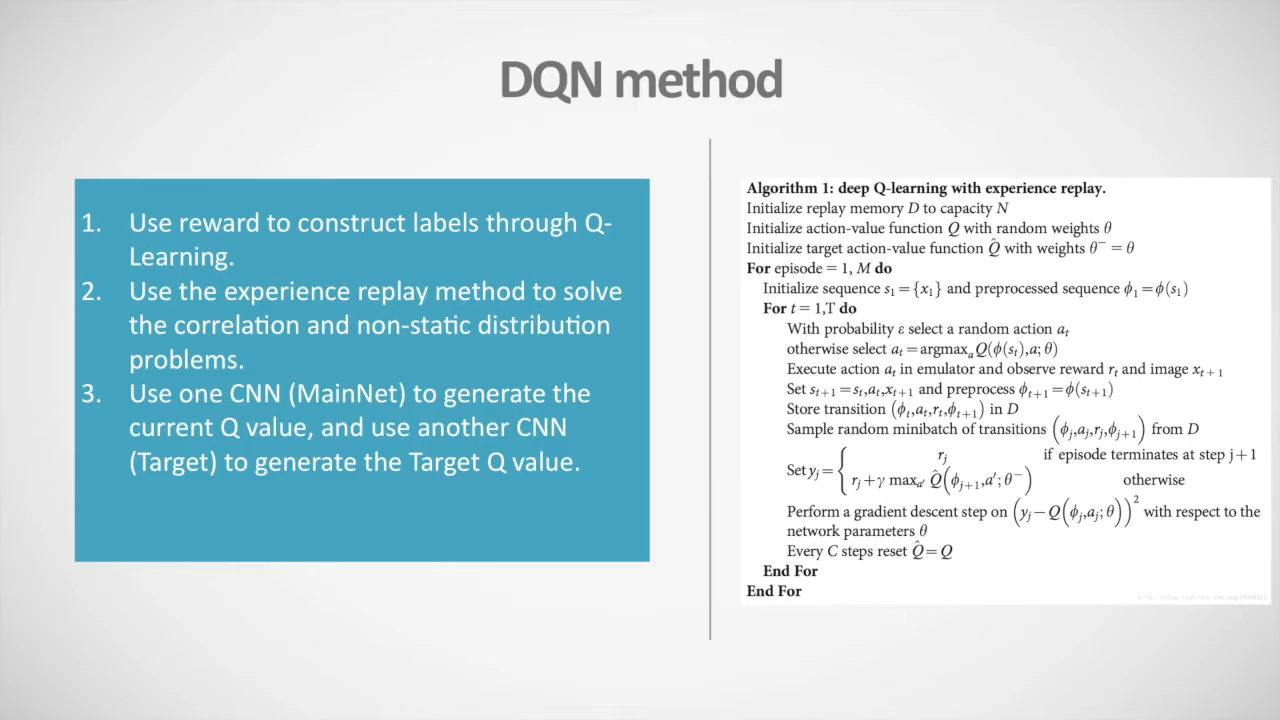 DQN method
1. Use reward to construct labels through Q-
Learning.
2. Use the experience replay method to solve
the correlation and non-static distribution
problems.
3. Use one CNN (MainNet) to generate the
current Q value, and use another CNN
(Target) to generate the Target Q value.
Algorithm 1: deep Q-learning with experience replay.
Initialize replay memory D to capacity N
Initialize action-value function Q with random weights θ
Initialize target action-value function Q̂ with weights θ⁻ = θ
For episode = 1, M do
Initialize sequence s₁ = {x₁} and preprocessed sequence ϕ₁ = ϕ(s₁)
For t = 1,T do
With probability ε select a random action aₜ
otherwise select aₜ = argmaxₐ Q(ϕ(sₜ),a; θ)
Execute action aₜ in emulator and observe reward rₜ and image xₜ₊₁
Set sₜ₊₁ = sₜ,aₜ,xₜ₊₁ and preprocess ϕₜ₊₁ = ϕ(sₜ₊₁)
Store transition (ϕₜ,aₜ,rₜ,ϕₜ₊₁) in D
Sample random minibatch of transitions (ϕⱼ,aⱼ,rⱼ,ϕⱼ₊₁) from D
Set yⱼ = { rⱼ if episode terminates at step j+1
rⱼ + γ maxₐ′ Q̂(ϕⱼ₊₁,a′; θ⁻) otherwise
Perform a gradient descent step on (yⱼ − Q(ϕⱼ,aⱼ; θ))² with respect to the
network parameters θ
Every C steps reset Q̂ = Q
End For
End For